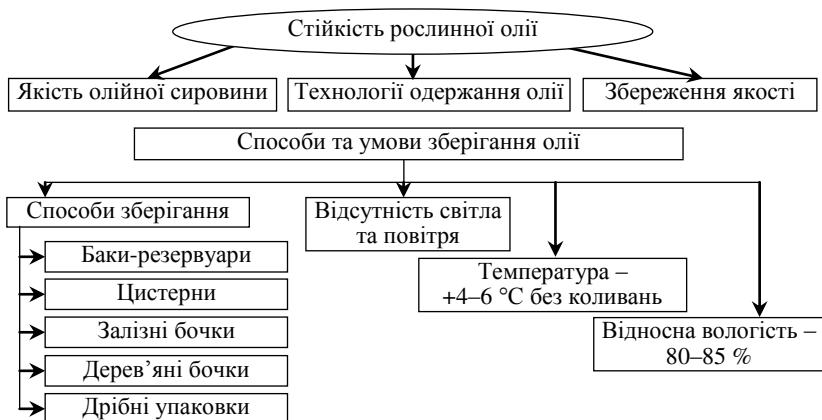 Стійкість рослинної олії
Якість олійної сировини
Технології одержання олії
Збереження якості
Способи та умови зберігання олії
Способи зберігання
Баки-резервуари
Цистерни
Залізні бочки
Дерев’яні бочки
Дрібні упаковки
Відсутність світла
та повітря
Температура –
+4–6 °C без коливань
Відносна вологість –
80–85 %